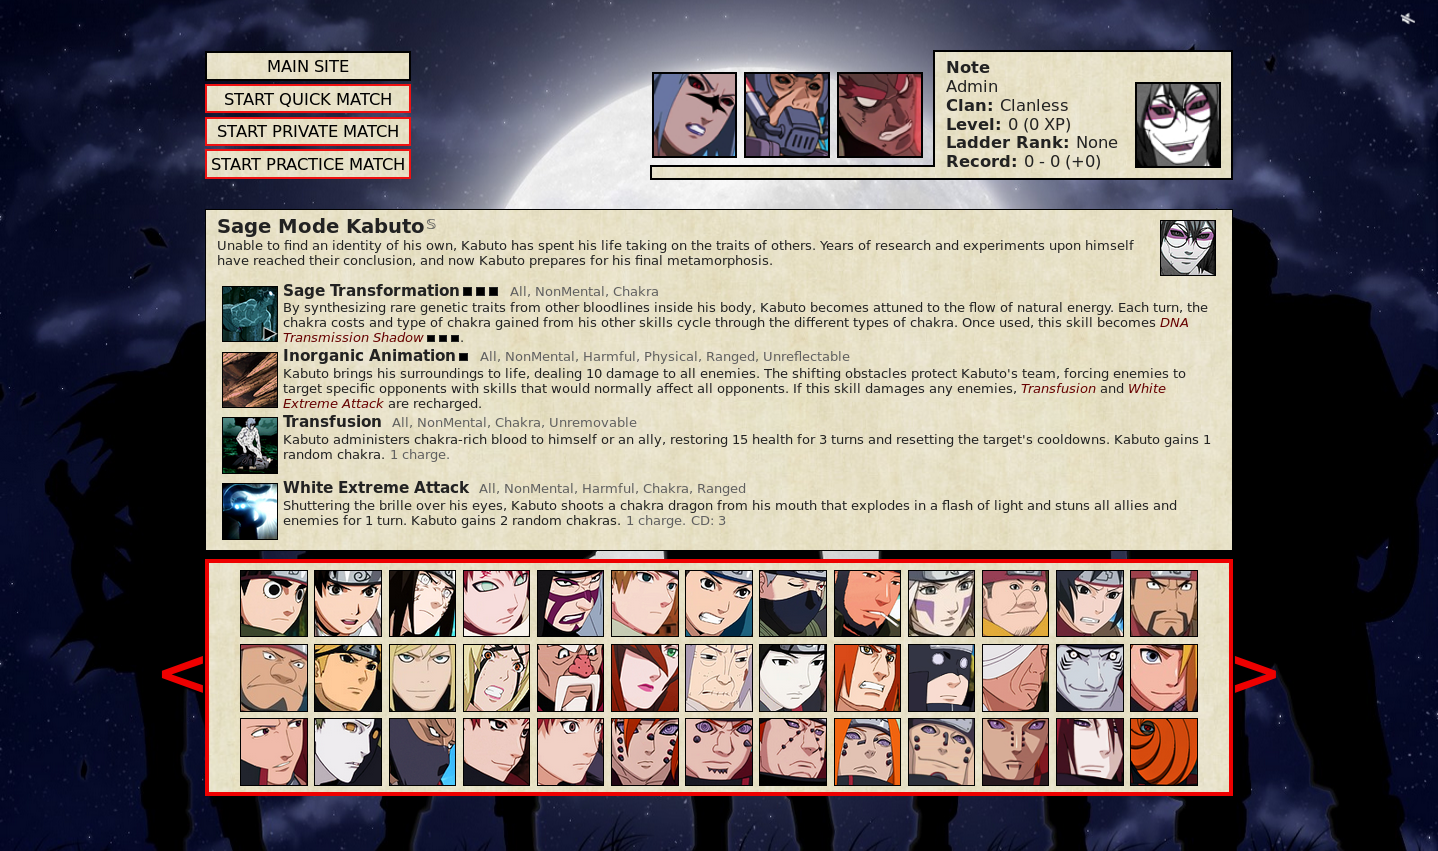 MAIN SITE
START QUICK MATCH
START PRIVATE MATCH
START PRACTICE MATCH
Note
Admin
Clan: Clanless
Level: 0 (0 XP)
Ladder Rank: None
Record: 0 - 0 (+0)
Sage Mode Kabuto𝕊
Unable to find an identity of his own, Kabuto has spent his life taking on the traits of others. Years of research and experiments upon himself
have reached their conclusion, and now Kabuto prepares for his final metamorphosis.
Sage Transformation All, NonMental, Chakra
By synthesizing rare genetic traits from other bloodlines inside his body, Kabuto becomes attuned to the flow of natural energy. Each turn, the
chakra costs and type of chakra gained from his other skills cycle through the different types of chakra. Once used, this skill becomes DNA
Transmission Shadow .
Inorganic Animation All, NonMental, Harmful, Physical, Ranged, Unreflectable
Kabuto brings his surroundings to life, dealing 10 damage to all enemies. The shifting obstacles protect Kabuto's team, forcing enemies to
target specific opponents with skills that would normally affect all opponents. If this skill damages any enemies, Transfusion and White
Extreme Attack are recharged.
Transfusion All, NonMental, Chakra, Unremovable
Kabuto administers chakra-rich blood to himself or an ally, restoring 15 health for 3 turns and resetting the target's cooldowns. Kabuto gains 1
random chakra. 1 charge.
White Extreme Attack All, NonMental, Harmful, Chakra, Ranged
Shuttering the brille over his eyes, Kabuto shoots a chakra dragon from his mouth that explodes in a flash of light and stuns all allies and
enemies for 1 turn. Kabuto gains 2 random chakras. 1 charge. CD: 3
< >